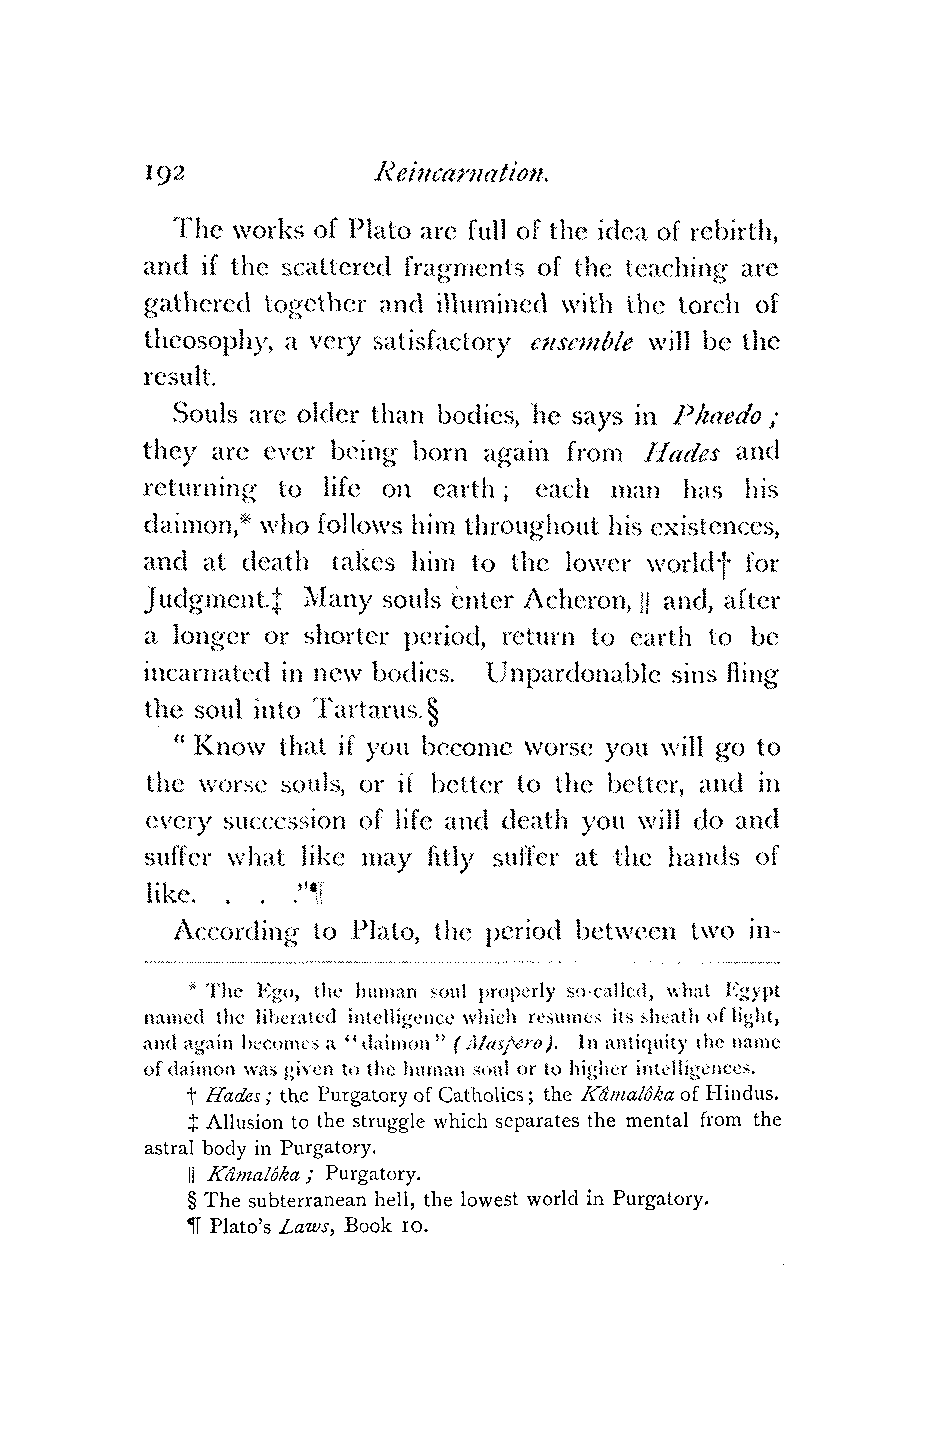 192 Reincarnation.
The works of Plato are full of the idea of rebirth,
and if the scattered fragments of the teaching are
gathered together and illumined with the torch of
theosophy, a very satisfactory ensemble will be the
result.
Souls are older than bodies, he says in Phaedo ;
they are ever being born again from Hades and
returning to life on earth ; each man has his
daimon,* who follows him throughout his existences,
and at death takes him to the lower world† for
Judgment.‡ Many souls enter Acheron, || and, after
a longer or shorter period, return to earth to be
incarnated in new bodies. Unpardonable sins fling
the soul into Tartarus.§
“ Know that if you become worse you will go to
the worse souls, or if better to the better, and in
every succession of life and death you will do and
suffer what like may fitly suffer at the hands of
like. . . .”¶
According to Plato, the period between two in-
* The Ego, the human soul properly so-called, what Egypt
named the liberated intelligence which resumes its sheath of light,
and again becomes a “daimon” (Maspero). In antiquity the name
of daimon was given to the human soul or to higher intelligences.
† Hades ; the Purgatory of Catholics ; the Kâmalôka of Hindus.
‡ Allusion to the struggle which separates the mental from the
astral body in Purgatory.
|| Kâmalôka ; Purgatory.
§ The subterranean hell, the lowest world in Purgatory.
¶ Plato’s Laws, Book 10.